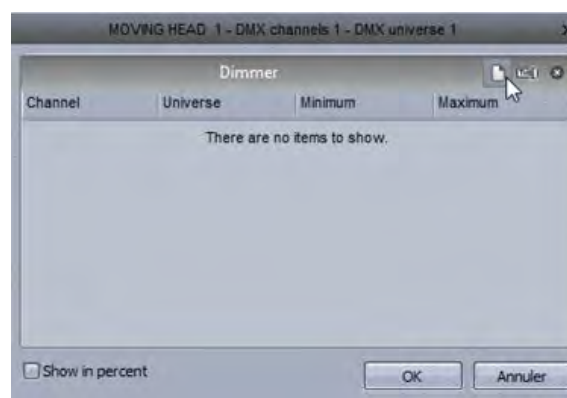 MOVING HEAD 1 - DMX channels 1 - DMX universe 1
Dimmer
Channel Universe Minimum Maximum
There are no items to show.
Show in percent
OK Annuler